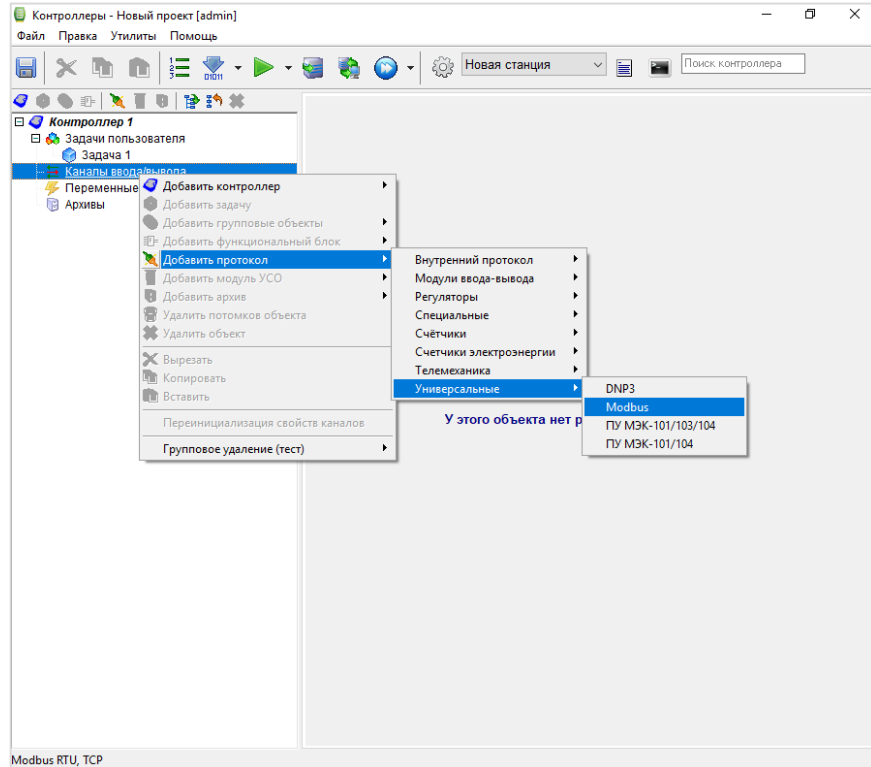 Контроллеры - Новый проект [admin]
Файл Правка Утилиты Помощь
Новая станция
Поиск контроллера
Контроллер 1
Задачи пользователя
Задача 1
Каналы ввода/вывода
Переменные
Архивы
Добавить контроллер
Добавить задачу
Добавить групповые объекты
Добавить функциональный блок
Добавить протокол
Добавить модуль УСО
Добавить архив
Удалить потомков объекта
Удалить объект
Вырезать
Копировать
Вставить
Переинициализация свойств каналов
Групповое удаление (тест)
Внутренний протокол
Модули ввода-вывода
Регуляторы
Специальные
Счётчики
Счетчики электроэнергии
Телемеханика
Универсальные
DNP3
Modbus
ПУ МЭК-101/103/104
ПУ МЭК-101/104
У этого объекта нет р
Modbus RTU, TCP